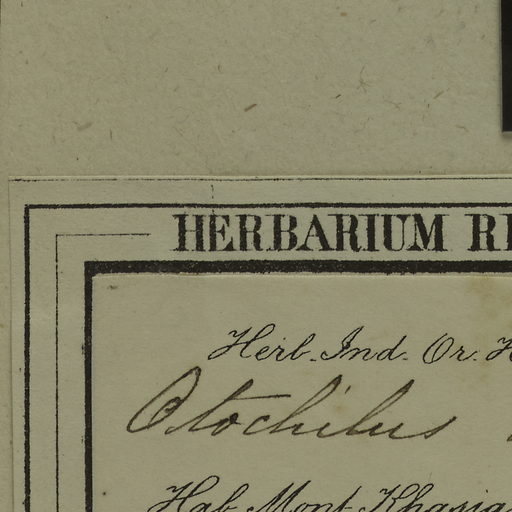 HERBARIUM
Herb. Ind. Or.
Otochilus
Hab. Mont. Khasia